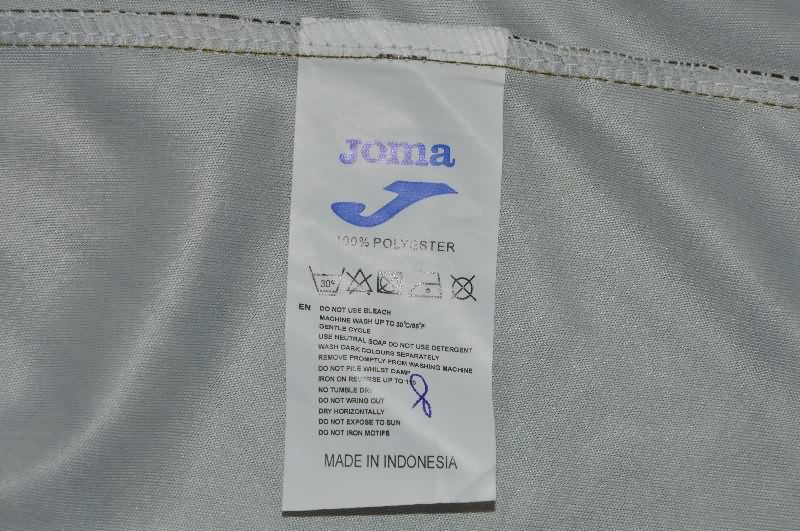 Joma
100% POLYESTER
30°
EN DO NOT USE BLEACH
MACHINE WASH UP TO 30°C/86°F
GENTLE CYCLE
USE NEUTRAL SOAP DO NOT USE DETERGENT
WASH DARK COLOURS SEPARATELY
REMOVE PROMPTLY FROM WASHING MACHINE
DO NOT PILE WHILST DAMP
IRON ON REVERSE UP TO
NO TUMBLE DRY
DO NOT WRING OUT
DRY HORIZONTALLY
DO NOT EXPOSE TO SUN
DO NOT IRON MOTIFS
MADE IN INDONESIA